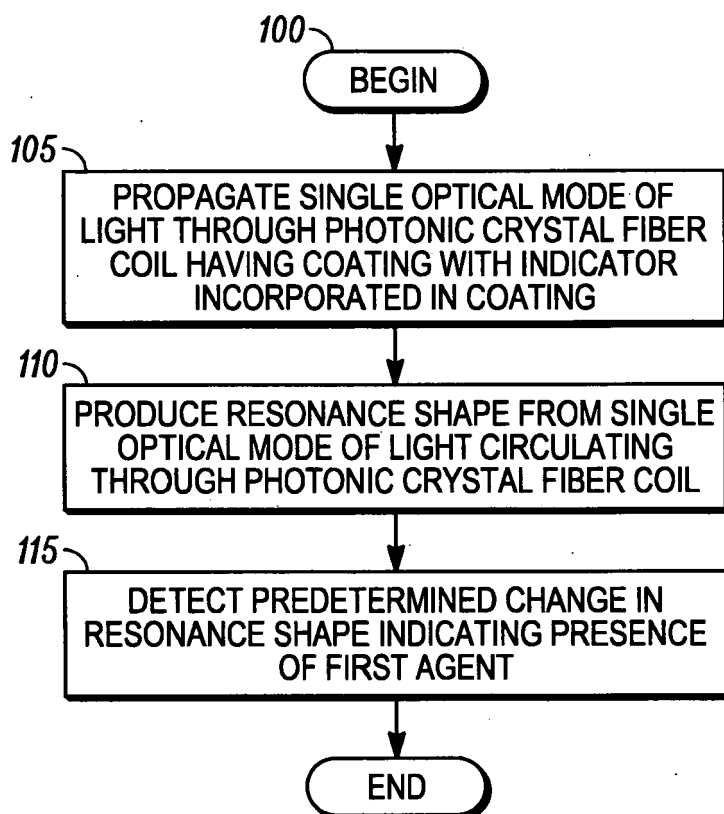 100
BEGIN
105
PROPAGATE SINGLE OPTICAL MODE OF
LIGHT THROUGH PHOTONIC CRYSTAL FIBER
COIL HAVING COATING WITH INDICATOR
INCORPORATED IN COATING
110
PRODUCE RESONANCE SHAPE FROM SINGLE
OPTICAL MODE OF LIGHT CIRCULATING
THROUGH PHOTONIC CRYSTAL FIBER COIL
115
DETECT PREDETERMINED CHANGE IN
RESONANCE SHAPE INDICATING PRESENCE
OF FIRST AGENT
END